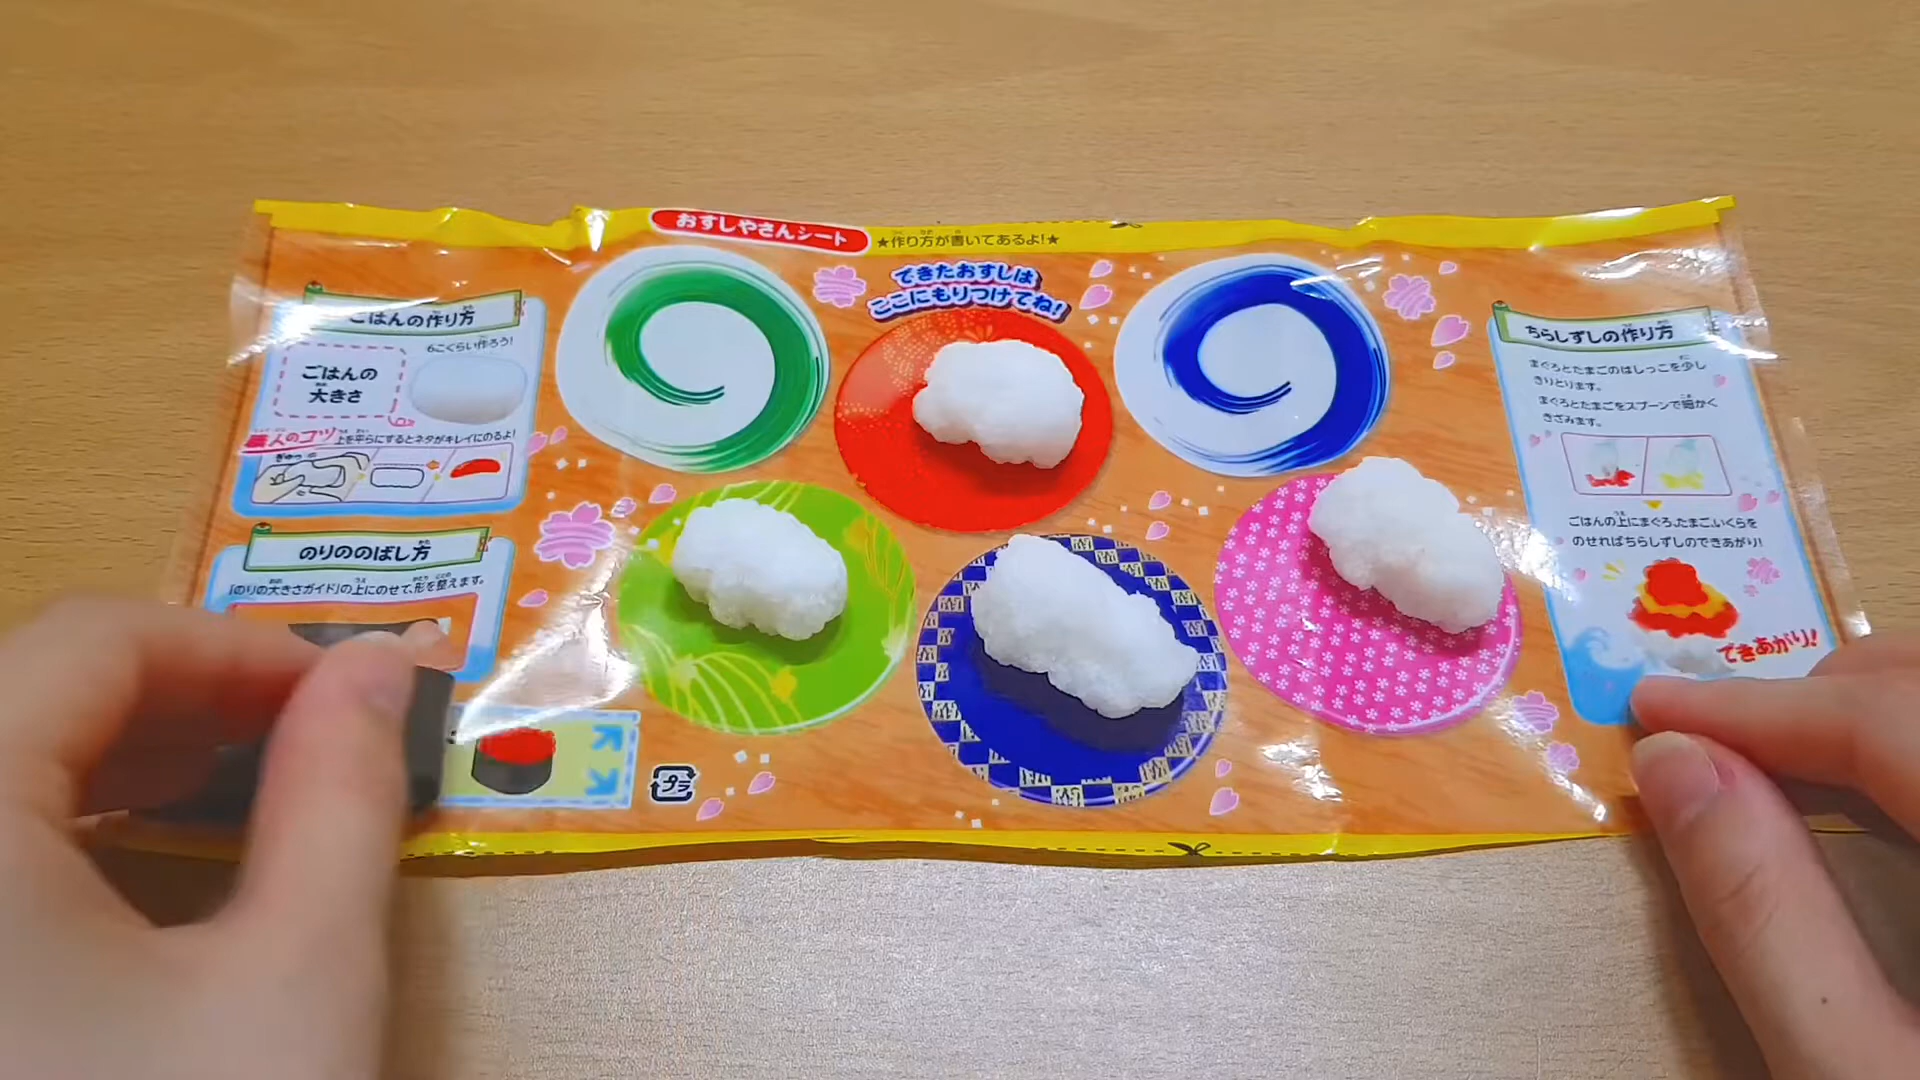 おすしやさんシート
★作り方が書いてあるよ!★
できたおすしは
ここにもりつけてね!
ごはんの作り方
6こくらい作ろう!
ごはんの
大きさ
職人のコツ
上を平らにするとネタがキレイにのるよ!
ぎゅっ
のりののばし方
「のりの大きさガイド」の上にのせて、形を整えます。
プラ
ちらしずしの作り方
まぐろとたまごのはしっこを少し
きりとります。
まぐろとたまごをスプーンで細かく
きざみます。
ごはんの上にまぐろ、たまご、いくらを
のせればちらしずしのできあがり!
できあがり!